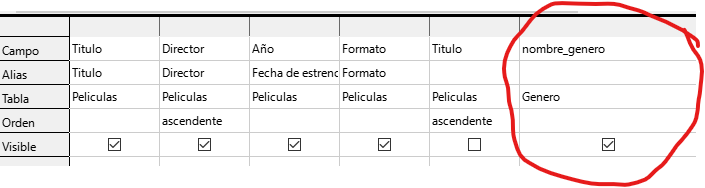 Campo Titulo Director Año Formato Titulo nombre_genero
Alias Titulo Director Fecha de estrenc Formato
Tabla Peliculas Peliculas Peliculas Peliculas Peliculas Genero
Orden ascendente ascendente
Visible